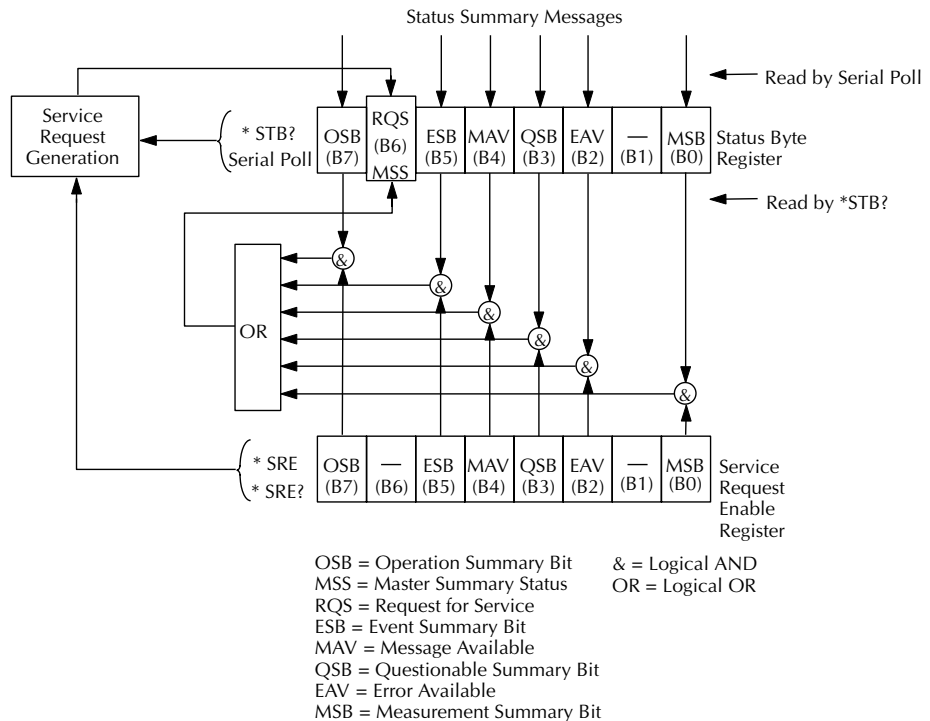 Status Summary Messages
Read by Serial Poll
Service
Request
Generation
* STB?
Serial Poll
OSB
(B7)
RQS
(B6)
MSS
ESB
(B5)
MAV
(B4)
QSB
(B3)
EAV
(B2)
—
(B1)
MSB
(B0)
Status Byte
Register
Read by *STB?
&
&
&
&
&
&
OR
* SRE
* SRE?
OSB
(B7)
—
(B6)
ESB
(B5)
MAV
(B4)
QSB
(B3)
EAV
(B2)
—
(B1)
MSB
(B0)
Service
Request
Enable
Register
OSB = Operation Summary Bit
MSS = Master Summary Status
RQS = Request for Service
ESB = Event Summary Bit
MAV = Message Available
QSB = Questionable Summary Bit
EAV = Error Available
MSB = Measurement Summary Bit
& = Logical AND
OR = Logical OR